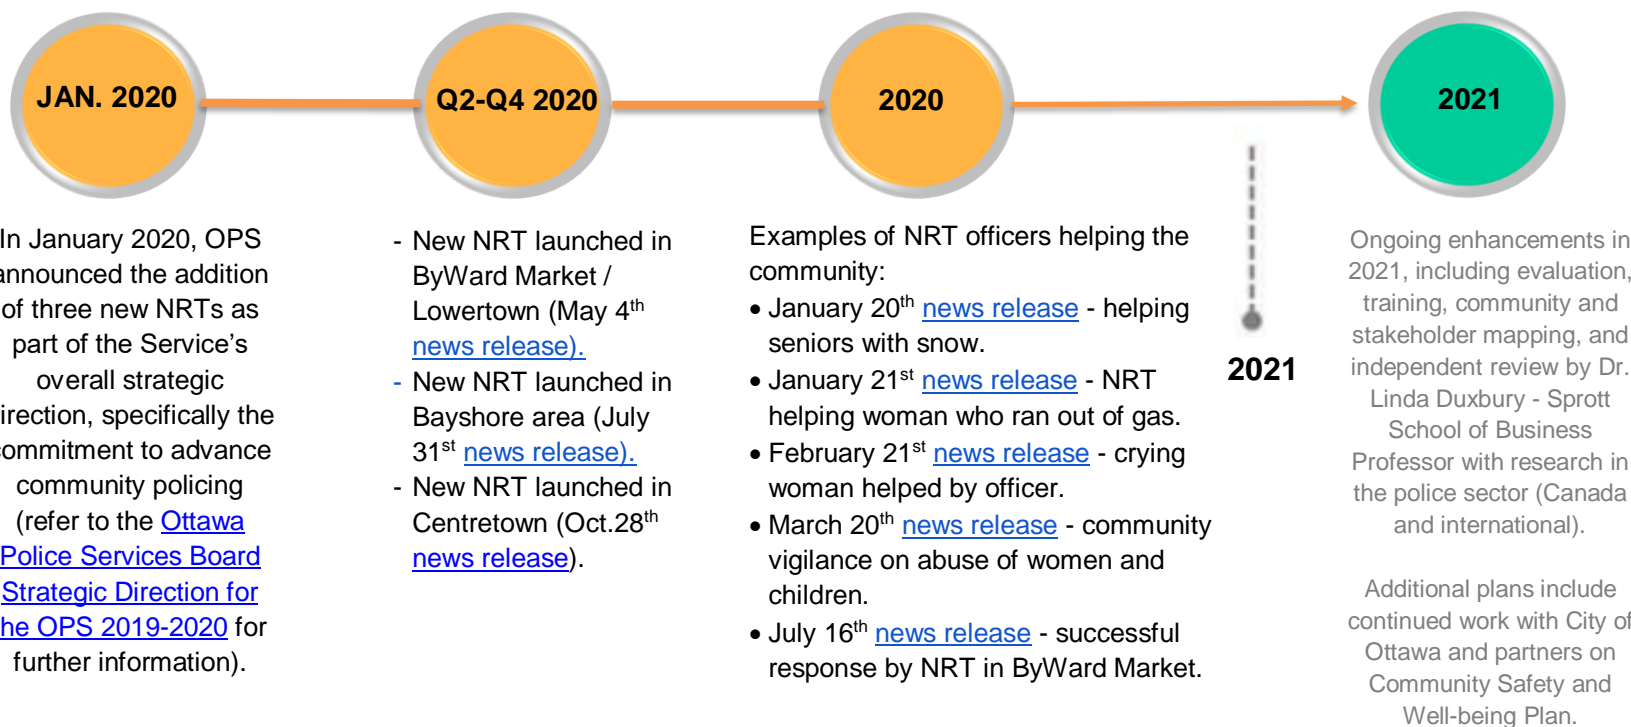 JAN. 2020
In January 2020, OPS
announced the addition
of three new NRTs as
part of the Service’s
overall strategic
irection, specifically the
commitment to advance
community policing
(refer to the Ottawa
Police Services Board
Strategic Direction for
he OPS 2019-2020 for
further information).
Q2-Q4 2020
- New NRT launched in
ByWard Market /
Lowertown (May 4th
news release).
- New NRT launched in
Bayshore area (July
31st news release).
- New NRT launched in
Centretown (Oct.28th
news release).
2020
Examples of NRT officers helping the
community:
• January 20th news release - helping
seniors with snow.
• January 21st news release - NRT
helping woman who ran out of gas.
• February 21st news release - crying
woman helped by officer.
• March 20th news release - community
vigilance on abuse of women and
children.
• July 16th news release - successful
response by NRT in ByWard Market.
2021
2021
Ongoing enhancements in
2021, including evaluation,
training, community and
stakeholder mapping, and
independent review by Dr.
Linda Duxbury - Sprott
School of Business
Professor with research in
the police sector (Canada
and international).
Additional plans include
continued work with City of
Ottawa and partners on
Community Safety and
Well-being Plan.